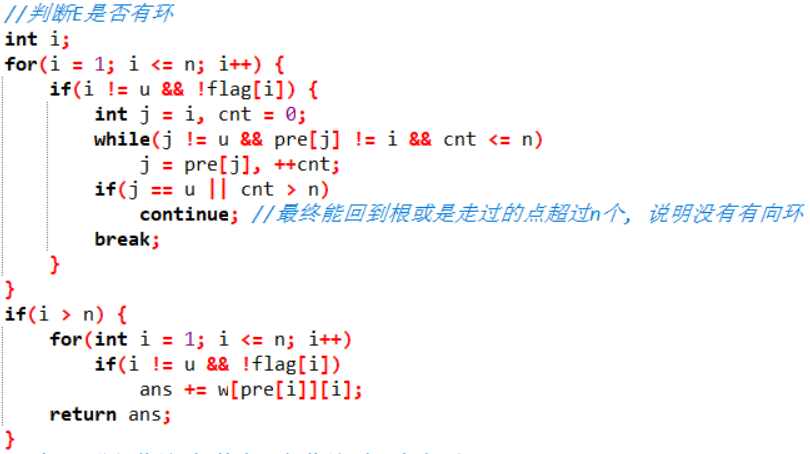 //判断E是否有环
int i;
for(i = 1; i <= n; i++) {
if(i != u && !flag[i]) {
int j = i, cnt = 0;
while(j != u && pre[j] != i && cnt <= n)
j = pre[j], ++cnt;
if(j == u || cnt > n)
continue; //最终能回到根或是走过的点超过n个, 说明没有有向环
break;
}
}
if(i > n) {
for(int i = 1; i <= n; i++)
if(i != u && !flag[i])
ans += w[pre[i]][i];
return ans;
}